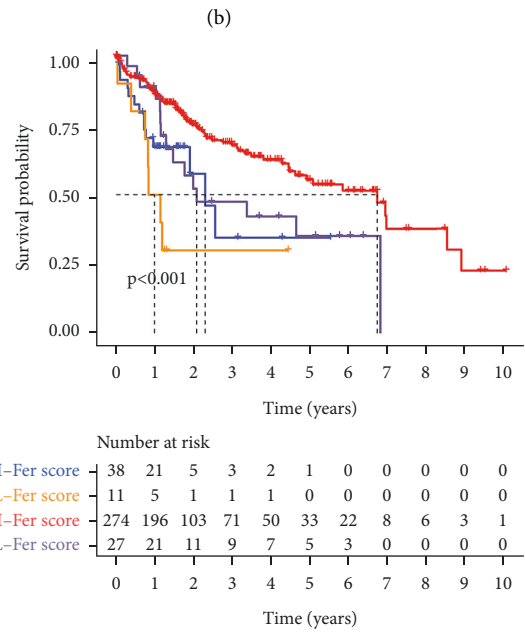 (b)
1.00
0.75
0.50
0.25
0.00
Survival probability
p<0.001
0 1 2 3 4 5 6 7 8 9 10
Time (years)
Number at risk
–Fer score 38 21 5 3 2 1 0 0 0 0 0
–Fer score 11 5 1 1 1 0 0 0 0 0 0
–Fer score 274 196 103 71 50 33 22 8 6 3 1
–Fer score 27 21 11 9 7 5 3 0 0 0 0
0 1 2 3 4 5 6 7 8 9 10
Time (years)